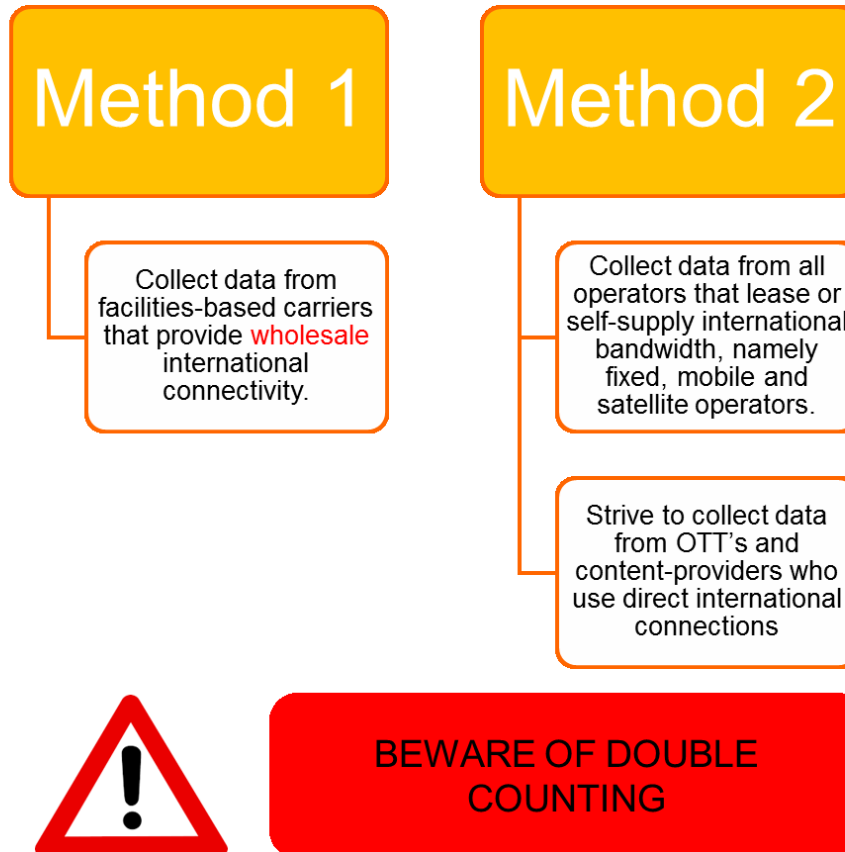 Method 1
Collect data from
facilities-based carriers
that provide wholesale
international
connectivity.
Method 2
Collect data from all
operators that lease or
self-supply international
bandwidth, namely
fixed, mobile and
satellite operators.
Strive to collect data
from OTT's and
content-providers who
use direct international
connections
BEWARE OF DOUBLE
COUNTING